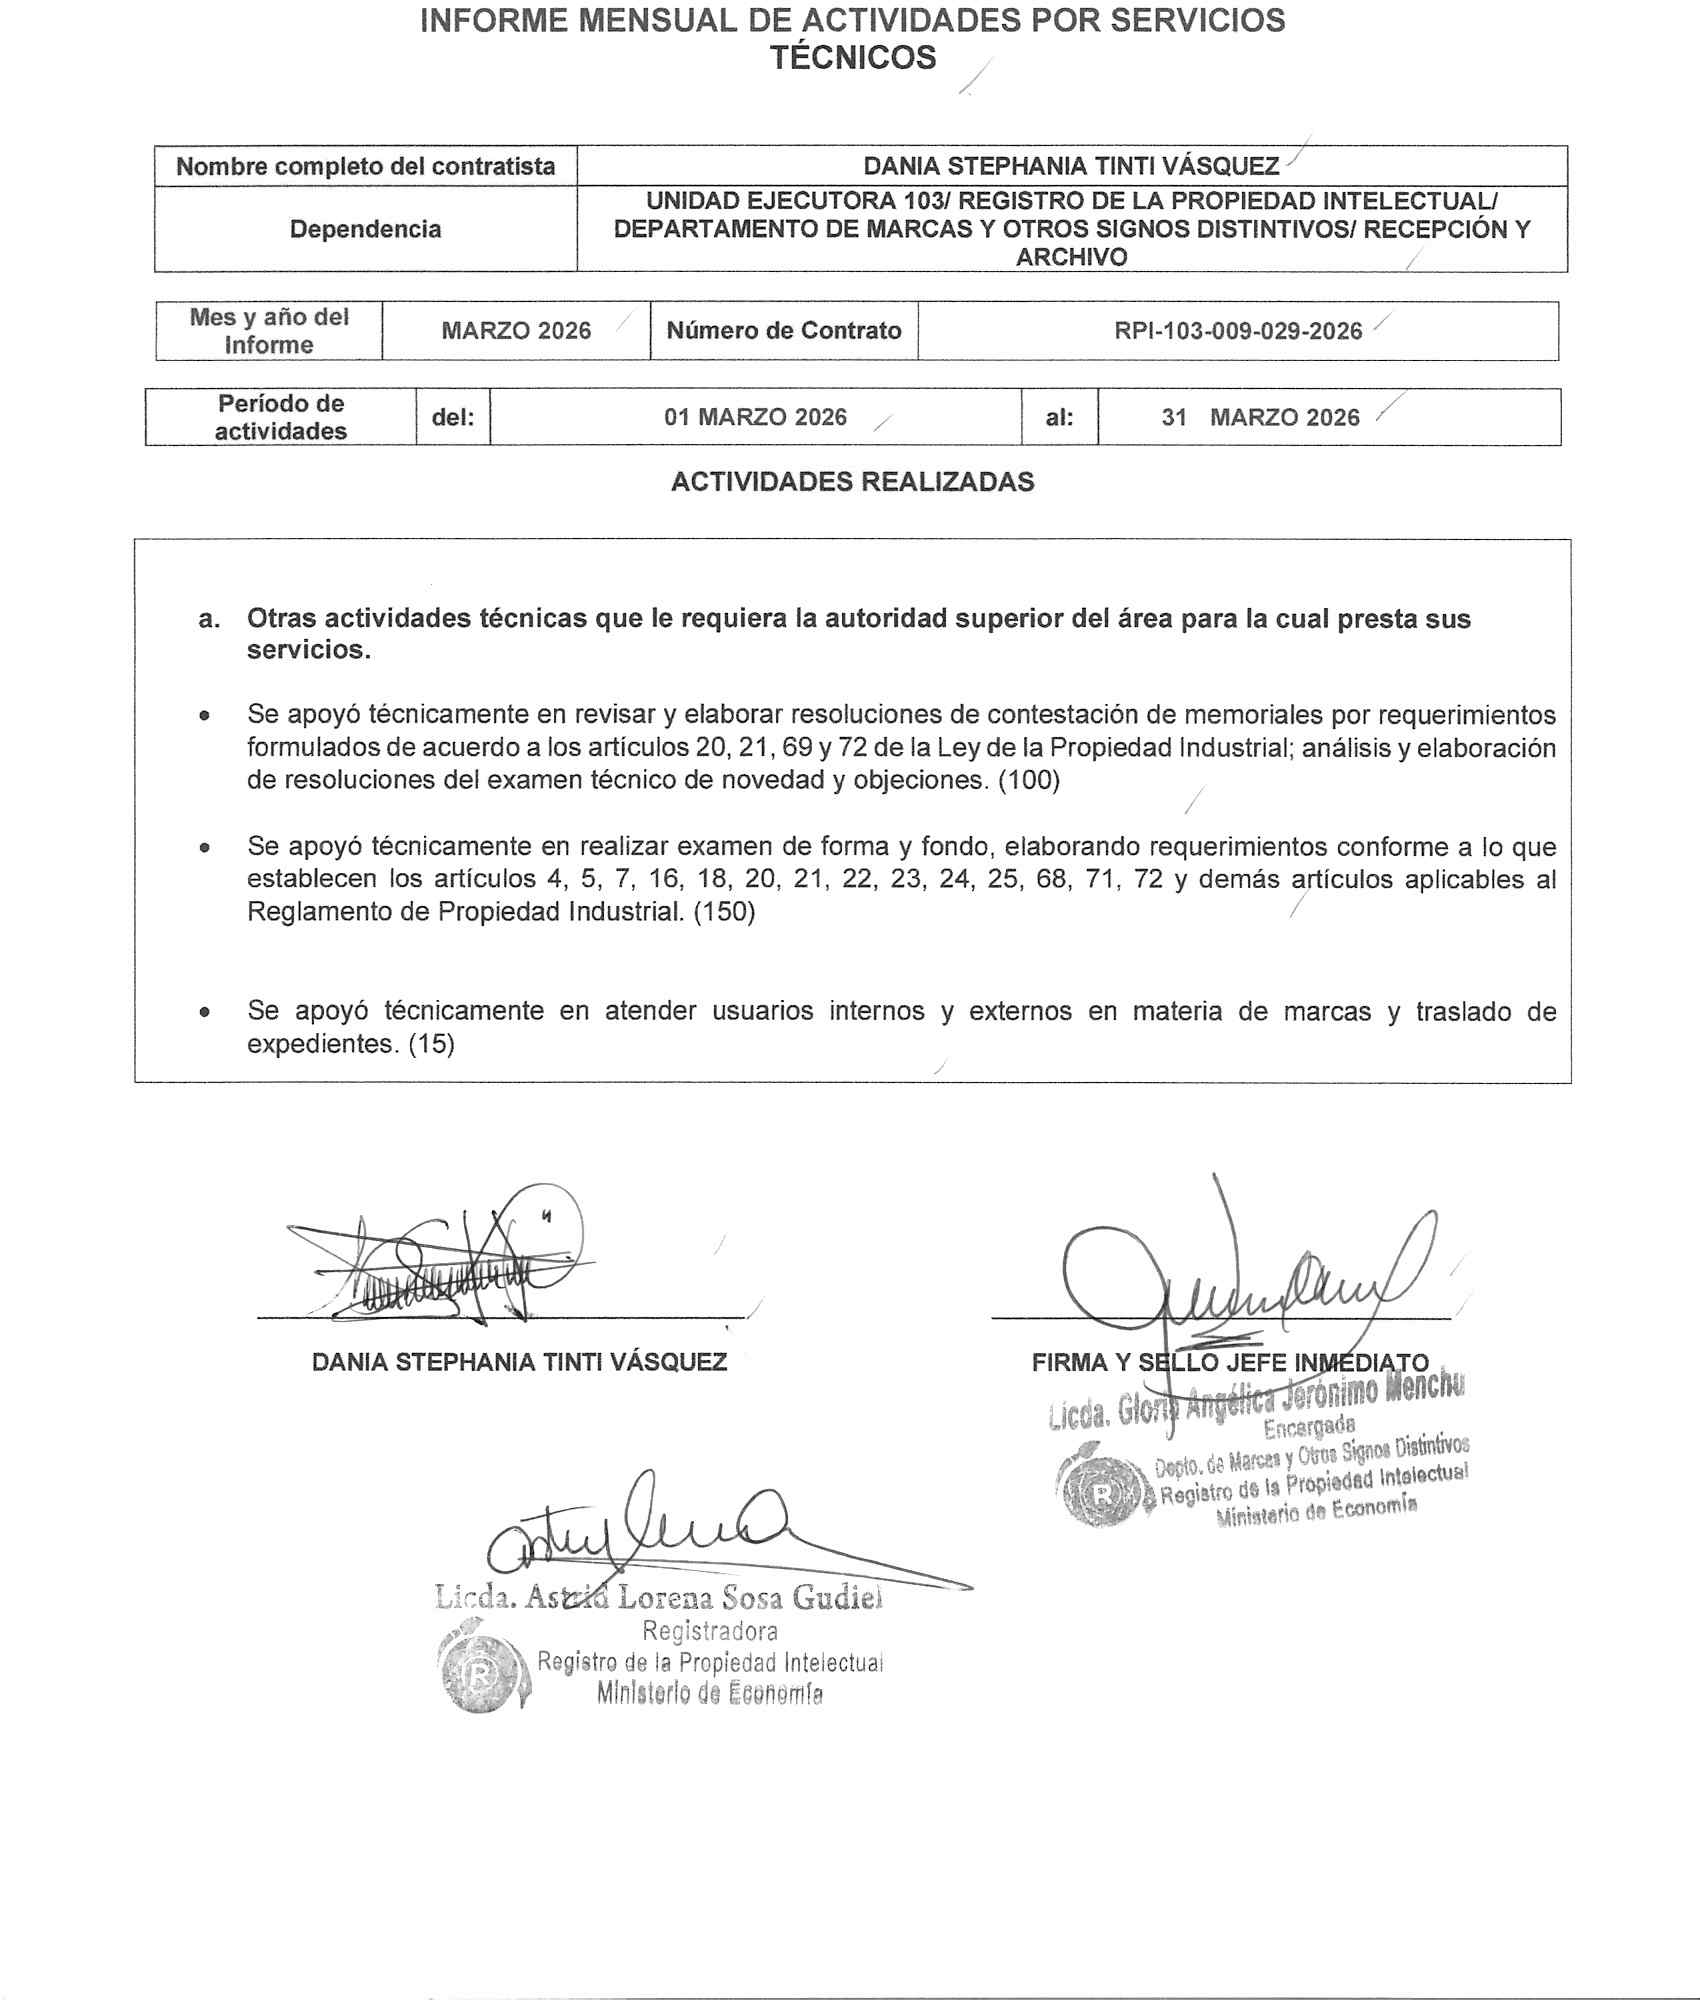 INFORME MENSUAL DE ACTIVIDADES POR SERVICIOS
TÉCNICOS
Nombre completo del contratista
DANIA STEPHANIA TINTI VÁSQUEZ
Dependencia
UNIDAD EJECUTORA 103/ REGISTRO DE LA PROPIEDAD INTELECTUAL/
DEPARTAMENTO DE MARCAS Y OTROS SIGNOS DISTINTIVOS/ RECEPCIÓN Y
ARCHIVO
Mes y año del
Informe
MARZO 2026
Número de Contrato
RPI-103-009-029-2026
Período de
actividades
del:
01 MARZO 2026
al:
31 MARZO 2026
ACTIVIDADES REALIZADAS
a. Otras actividades técnicas que le requiera la autoridad superior del área para la cual presta sus
servicios.
• Se apoyó técnicamente en revisar y elaborar resoluciones de contestación de memoriales por requerimientos
formulados de acuerdo a los artículos 20, 21, 69 y 72 de la Ley de la Propiedad Industrial; análisis y elaboración
de resoluciones del examen técnico de novedad y objeciones. (100)
• Se apoyó técnicamente en realizar examen de forma y fondo, elaborando requerimientos conforme a lo que
establecen los artículos 4, 5, 7, 16, 18, 20, 21, 22, 23, 24, 25, 68, 71, 72 y demás artículos aplicables al
Reglamento de Propiedad Industrial. (150)
• Se apoyó técnicamente en atender usuarios internos y externos en materia de marcas y traslado de
expedientes. (15)
DANIA STEPHANIA TINTI VÁSQUEZ
FIRMA Y SELLO JEFE INMEDIATO
Licda. Gloria Angélica Jerónimo Menchu
Encargada
Depto. de Marcas y Otros Signos Distintivos
Registro de la Propiedad Intelectual
Ministerio de Economía
R
Licda. Astrid Lorena Sosa Gudiel
Registradora
Registro de la Propiedad Intelectual
Ministerio de Economía
R